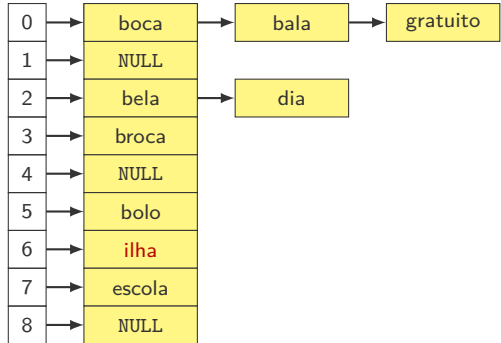 0 boca bala gratuito
1 NULL
2 bela dia
3 broca
4 NULL
5 bolo
6 ilha
7 escola
8 NULL